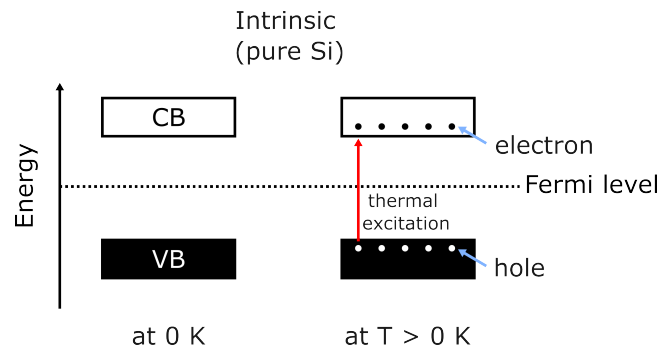 Intrinsic
(pure Si)
CB
electron
Energy
Fermi level
thermal
excitation
VB
hole
at 0 K
at T > 0 K